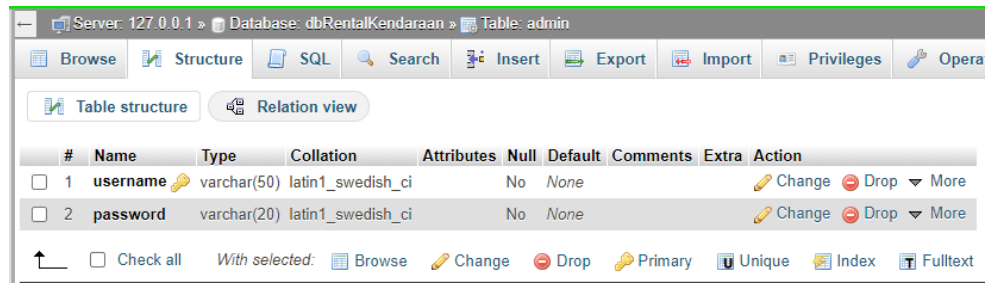 ← Server: 127.0.0.1 » Database: dbRentalKendaraan » Table: admin
Browse Structure SQL Search Insert Export Import Privileges Opera
Table structure Relation view
# Name Type Collation Attributes Null Default Comments Extra Action
1 username varchar(50) latin1_swedish_ci No None Change Drop More
2 password varchar(20) latin1_swedish_ci No None Change Drop More
Check all With selected: Browse Change Drop Primary Unique Index Fulltext